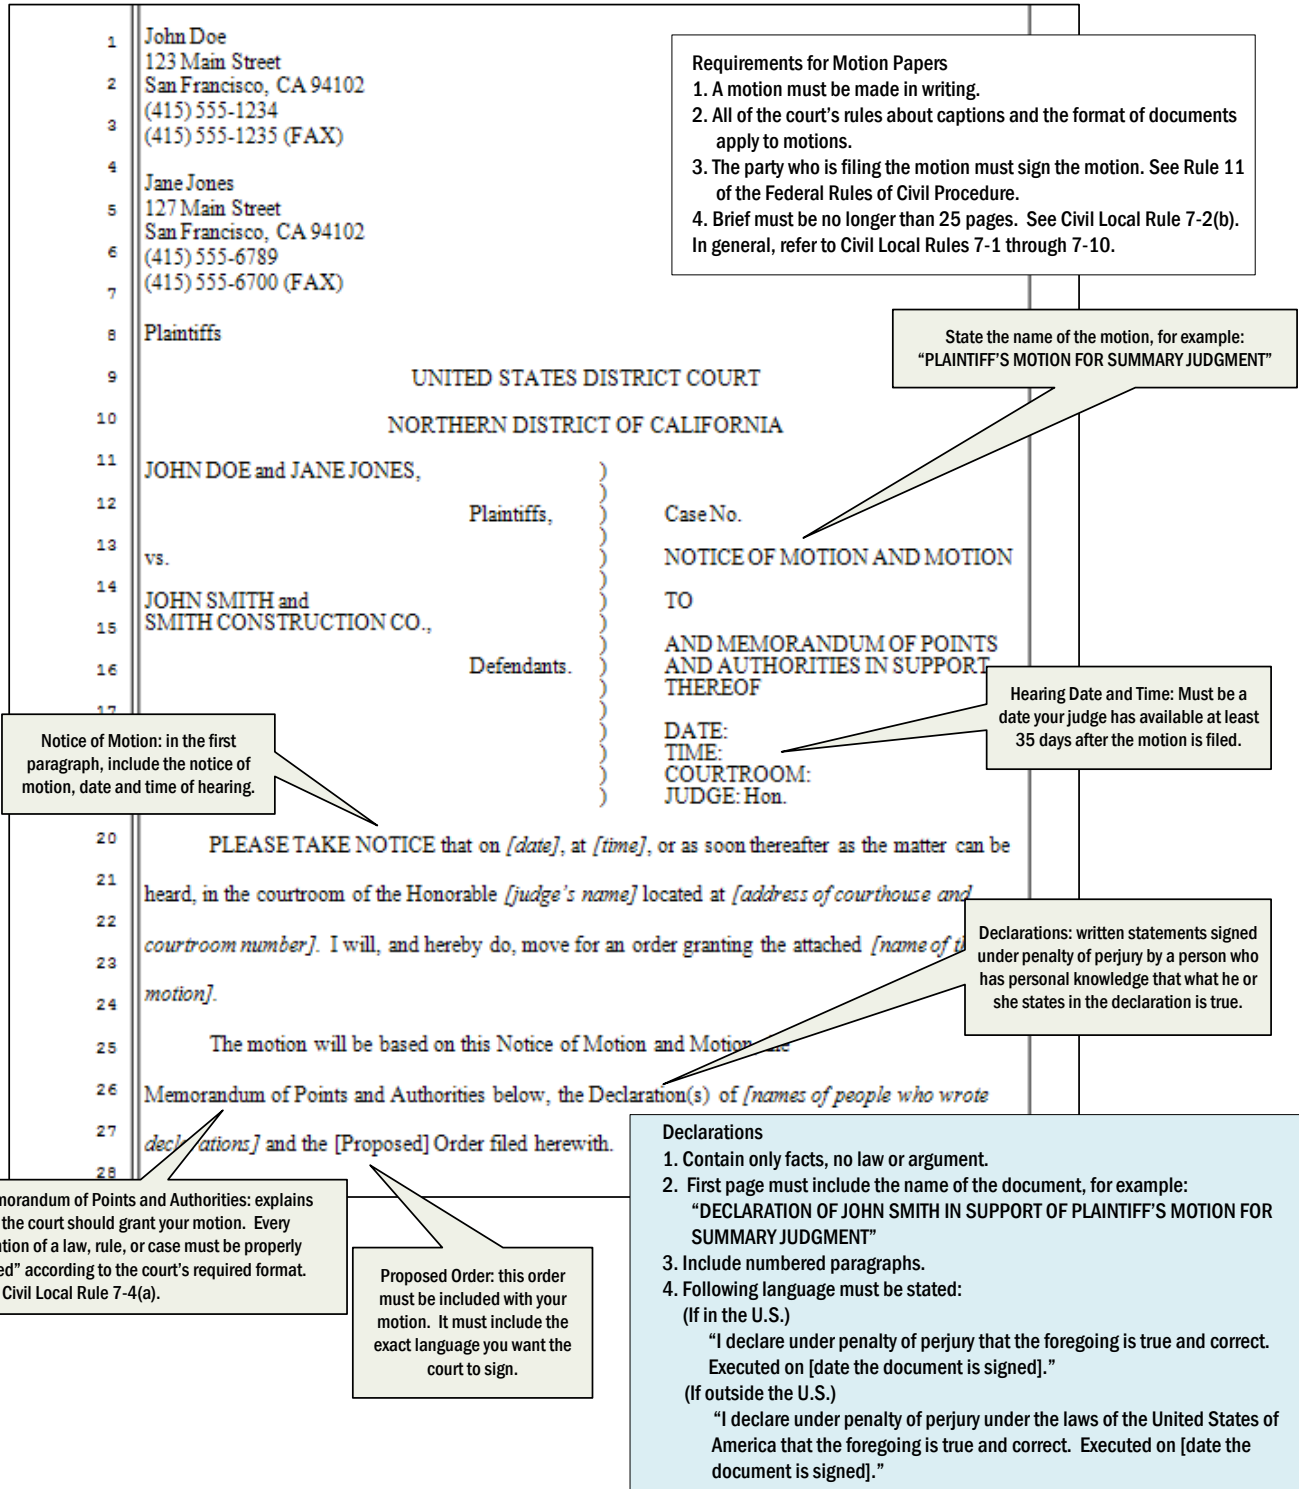 1
John Doe
123 Main Street
2
San Francisco, CA 94102
(415) 555-1234
3
(415) 555-1235 (FAX)
4
Jane Jones
5
127 Main Street
San Francisco, CA 94102
6
(415) 555-6789
7
(415) 555-6700 (FAX)
8
Plaintiffs
9
UNITED STATES DISTRICT COURT
10
NORTHERN DISTRICT OF CALIFORNIA
11
JOHN DOE and JANE JONES,
)
)
12
Plaintiffs,
)
Case No.
)
13
vs.
)
NOTICE OF MOTION AND MOTION
)
14
JOHN SMITH and
)
TO
15
SMITH CONSTRUCTION CO.,
)
)
AND MEMORANDUM OF POINTS
16
Defendants.
)
AND AUTHORITIES IN SUPPORT
)
THEREOF
17
)
)
DATE:
)
TIME:
)
COURTROOM:
)
JUDGE: Hon.
20
PLEASE TAKE NOTICE that on [date], at [time], or as soon thereafter as the matter can be
21
heard, in the courtroom of the Honorable [judge's name] located at [address of courthouse and
22
courtroom number]. I will, and hereby do, move for an order granting the attached [name of
23
motion].
24
25
The motion will be based on this Notice of Motion and Motion
26
Memorandum of Points and Authorities below, the Declaration(s) of [names of people who wrote
27
declarations] and the [Proposed] Order filed herewith.
28
Requirements for Motion Papers
1. A motion must be made in writing.
2. All of the court's rules about captions and the format of documents
apply to motions.
3. The party who is filing the motion must sign the motion. See Rule 11
of the Federal Rules of Civil Procedure.
4. Brief must be no longer than 25 pages. See Civil Local Rule 7-2(b).
In general, refer to Civil Local Rules 7-1 through 7-10.
State the name of the motion, for example:
"PLAINTIFF'S MOTION FOR SUMMARY JUDGMENT"
Hearing Date and Time: Must be a
date your judge has available at least
35 days after the motion is filed.
Notice of Motion: in the first
paragraph, include the notice of
motion, date and time of hearing.
Declarations: written statements signed
under penalty of perjury by a person who
has personal knowledge that what he or
she states in the declaration is true.
morandum of Points and Authorities: explains
the court should grant your motion. Every
tion of a law, rule, or case must be properly
ed" according to the court's required format.
Civil Local Rule 7-4(a).
Proposed Order: this order
must be included with your
motion. It must include the
exact language you want the
court to sign.
Declarations
1. Contain only facts, no law or argument.
2. First page must include the name of the document, for example:
"DECLARATION OF JOHN SMITH IN SUPPORT OF PLAINTIFF'S MOTION FOR
SUMMARY JUDGMENT"
3. Include numbered paragraphs.
4. Following language must be stated:
(If in the U.S.)
"I declare under penalty of perjury that the foregoing is true and correct.
Executed on [date the document is signed]."
(If outside the U.S.)
"I declare under penalty of perjury under the laws of the United States of
America that the foregoing is true and correct. Executed on [date the
document is signed]."